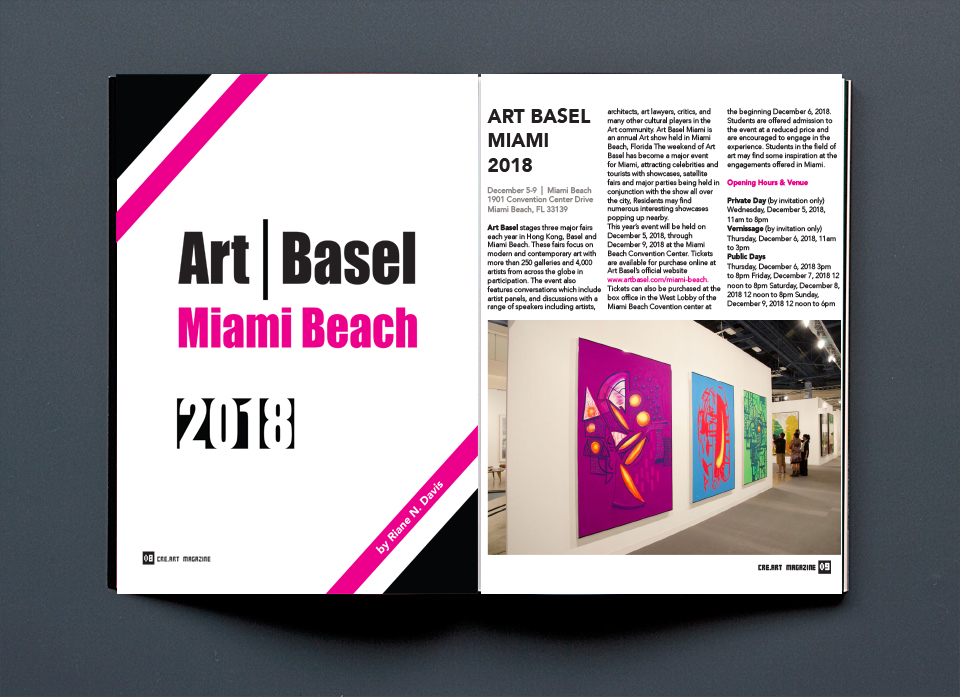 Art | Basel
Miami Beach
2018
by Riane N. Davis
08 CRE.ART MAGAZINE
ART BASEL
MIAMI
2018
December 5-9 | Miami Beach
1901 Convention Center Drive
Miami Beach, FL 33139
Art Basel stages three major fairs
each year in Hong Kong, Basel and
Miami Beach. These fairs focus on
modern and contemporary art with
more than 250 galleries and 4,000
artists from across the globe in
participation. The event also
features conversations which include
artist panels, and discussions with a
range of speakers including artists,
architects, art lawyers, critics, and
many other cultural players in the
Art community. Art Basel Miami is
an annual Art show held in Miami
Beach, Florida The weekend of Art
Basel has become a major event
for Miami, attracting celebrities and
tourists with showcases, satellite
fairs and major parties being held in
conjunction with the show all over
the city, Residents may find
numerous interesting showcases
popping up nearby.
This year's event will be held on
December 5, 2018, through
December 9, 2018 at the Miami
Beach Convention Center. Tickets
are available for purchase online at
Art Basel's official website
www.artbasel.com/miami-beach.
Tickets can also be purchased at the
box office in the West Lobby of the
Miami Beach Covention center at
the beginning December 6, 2018.
Students are offered admission to
the event at a reduced price and
are encouraged to engage in the
experience. Students in the field of
art may find some inspiration at the
engagements offered in Miami.
Opening Hours & Venue
Private Day (by invitation only)
Wednesday, December 5, 2018,
11am to 8pm
Vernissage (by invitation only)
Thursday, December 6, 2018, 11am
to 3pm
Public Days
Thursday, December 6, 2018 3pm
to 8pm Friday, December 7, 2018 12
noon to 8pm Saturday, December 8,
2018 12 noon to 8pm Sunday,
December 9, 2018 12 noon to 6pm
CRE.ART MAGAZINE 09